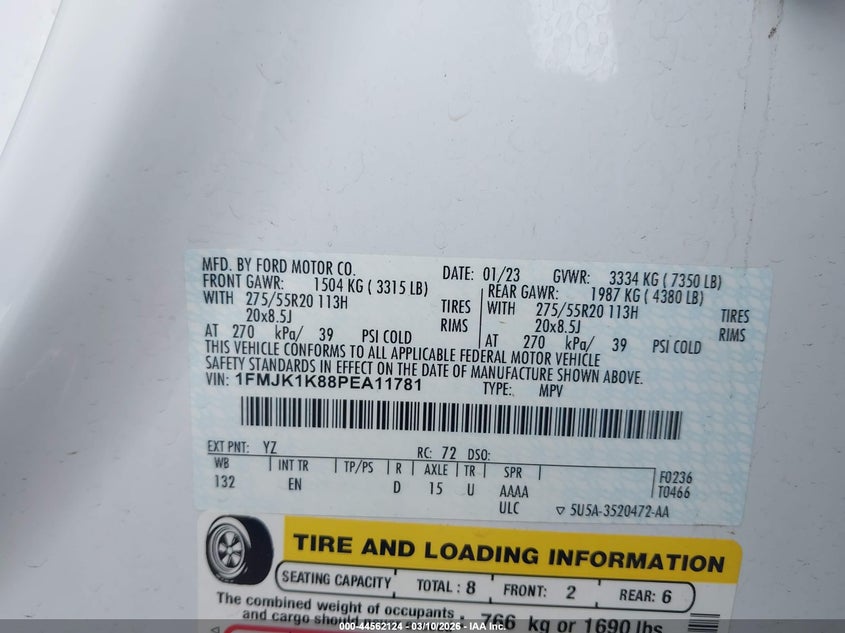 MFD. BY FORD MOTOR CO. DATE: 01/23 GVWR: 3334 KG ( 7350 LB)
FRONT GAWR: 1504 KG ( 3315 LB) REAR GAWR: 1987 KG ( 4380 LB)
WITH 275/55R20 113H TIRES WITH 275/55R20 113H TIRES
20x8.5J RIMS 20x8.5J RIMS
AT 270 kPa/ 39 PSI COLD AT 270 kPa/ 39 PSI COLD
THIS VEHICLE CONFORMS TO ALL APPLICABLE FEDERAL MOTOR VEHICLE
SAFETY STANDARDS IN EFFECT ON THE DATE OF MANUFACTURE SHOWN ABOVE.
VIN: 1FMJK1K88PEA11781 TYPE: MPV
EXT PNT: YZ RC: 72 DSO:
WB INT TR TP/PS R AXLE TR SPR F0236
132 EN D 15 U AAAA T0466
ULC ▽ 5U5A-3520472-AA
TIRE AND LOADING INFORMATION
SEATING CAPACITY TOTAL : 8 FRONT: 2 REAR: 6
The combined weight of occupants
and cargo should 766 kg or 1690 lbs
000-44562124 - 03/10/2026 - IAA Inc.